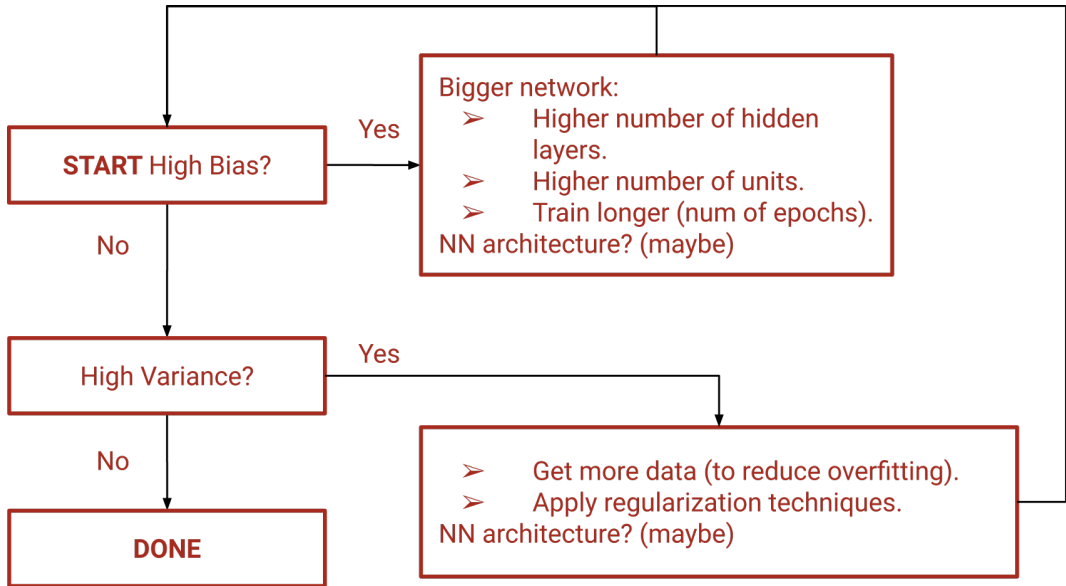 Bigger network:
➢ Higher number of hidden
layers.
➢ Higher number of units.
➢ Train longer (num of epochs).
NN architecture? (maybe)
Yes
START High Bias?
No
High Variance?
Yes
➢ Get more data (to reduce overfitting).
➢ Apply regularization techniques.
NN architecture? (maybe)
No
DONE